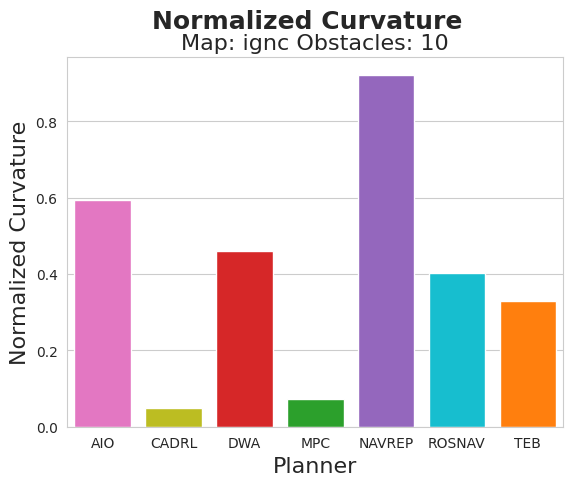 Normalized Curvature
Map: ignc Obstacles: 10
Normalized Curvature
0.8
0.6
0.4
0.2
0.0
AIO CADRL DWA MPC NAVREP ROSNAV TEB
Planner